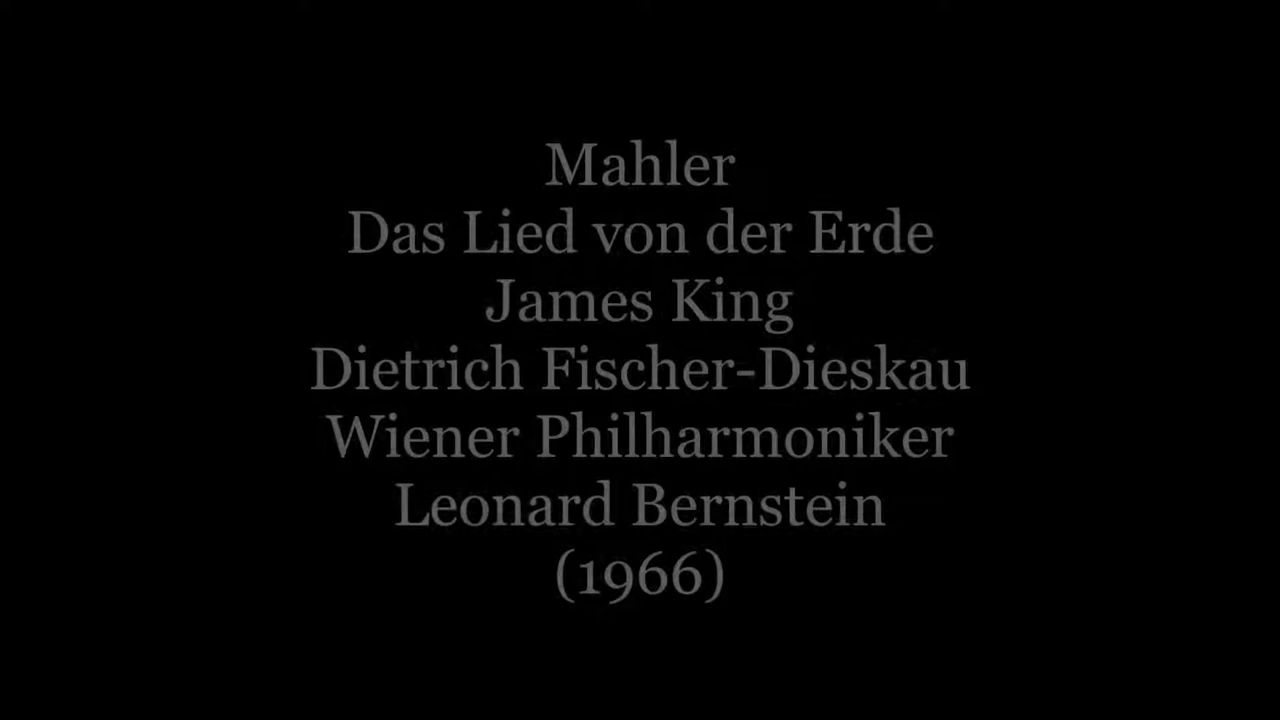 Mahler
Das Lied von der Erde
James King
Dietrich Fischer-Dieskau
Wiener Philharmoniker
Leonard Bernstein
(1966)